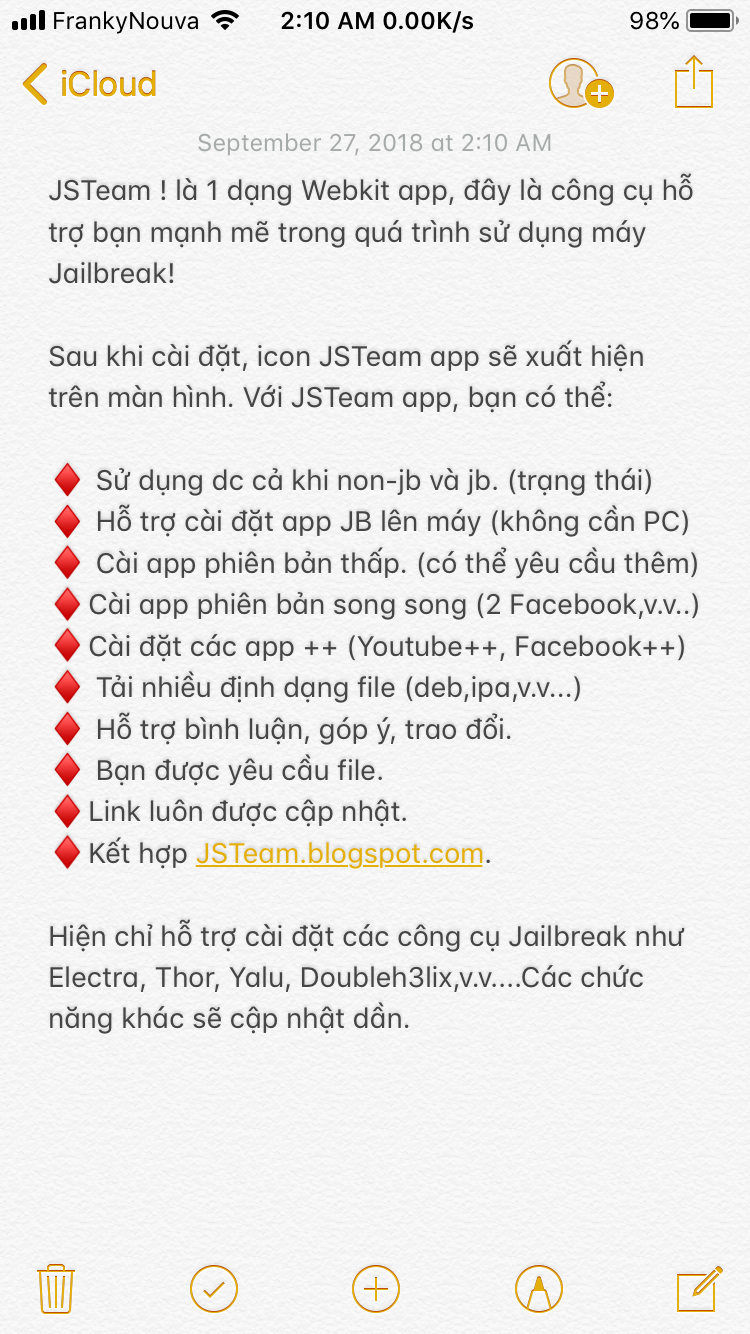 FrankyNouva 2:10 AM 0.00K/s 98%
iCloud
September 27, 2018 at 2:10 AM
JSTeam ! là 1 dạng Webkit app, đây là công cụ hỗ
trợ bạn mạnh mẽ trong quá trình sử dụng máy
Jailbreak!
Sau khi cài đặt, icon JSTeam app sẽ xuất hiện
trên màn hình. Với JSTeam app, bạn có thể:
♦️ Sử dụng dc cả khi non-jb và jb. (trạng thái)
♦️ Hỗ trợ cài đặt app JB lên máy (không cần PC)
♦️ Cài app phiên bản thấp. (có thể yêu cầu thêm)
♦️Cài app phiên bản song song (2 Facebook,v.v..)
♦️Cài đặt các app ++ (Youtube++, Facebook++)
♦️ Tải nhiều định dạng file (deb,ipa,v.v...)
♦️ Hỗ trợ bình luận, góp ý, trao đổi.
♦️ Bạn được yêu cầu file.
♦️Link luôn được cập nhật.
♦️Kết hợp JSTeam.blogspot.com.
Hiện chỉ hỗ trợ cài đặt các công cụ Jailbreak như
Electra, Thor, Yalu, Doubleh3lix,v.v....Các chức
năng khác sẽ cập nhật dần.